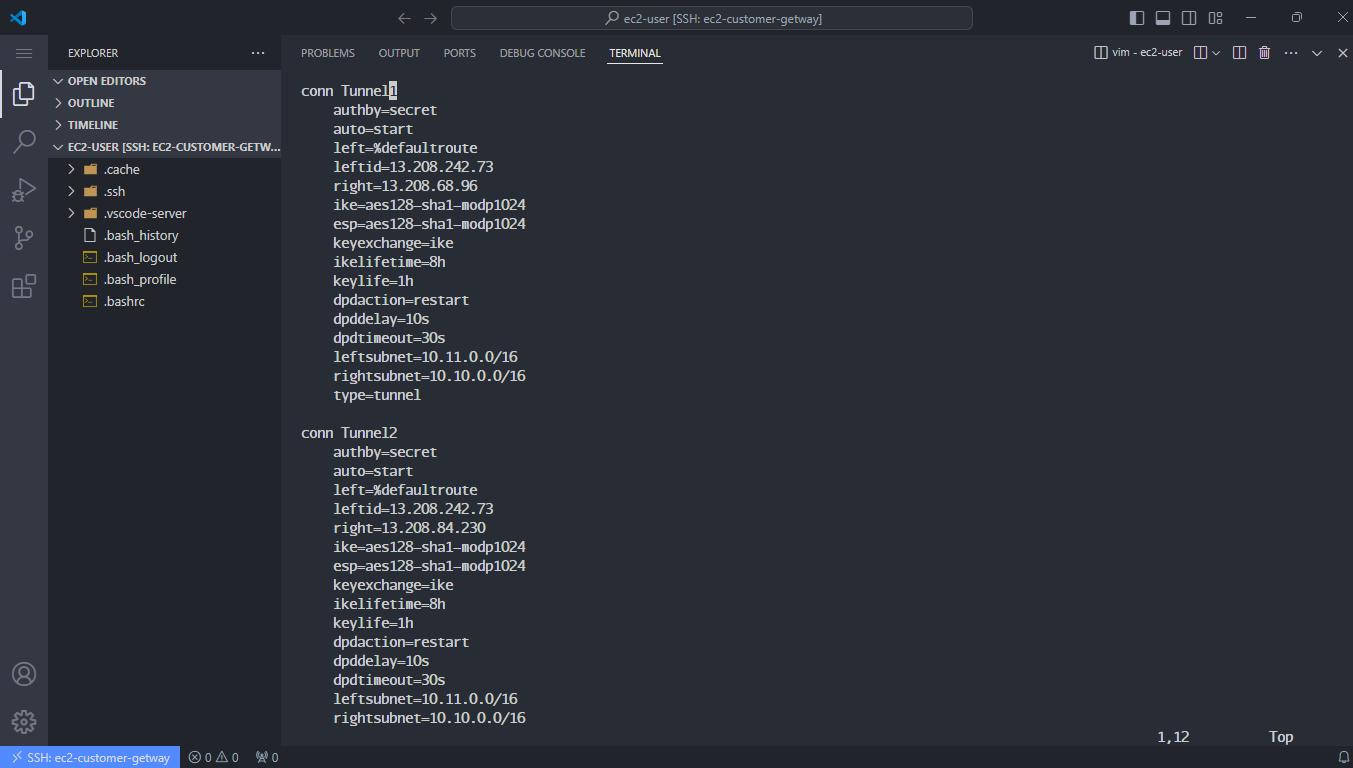 ec2-user [SSH: ec2-customer-getway]
EXPLORER
OPEN EDITORS
OUTLINE
TIMELINE
EC2-USER [SSH: EC2-CUSTOMER-GETW...
.cache
.ssh
.vscode-server
.bash_history
.bash_logout
.bash_profile
.bashrc
PROBLEMS OUTPUT PORTS DEBUG CONSOLE TERMINAL
vim - ec2-user
conn Tunnel1
authby=secret
auto=start
left=%defaultroute
leftid=13.208.242.73
right=13.208.68.96
ike=aes128-sha1-modp1024
esp=aes128-sha1-modp1024
keyexchange=ike
ikelifetime=8h
keylife=1h
dpdaction=restart
dpddelay=10s
dpdtimeout=30s
leftsubnet=10.11.0.0/16
rightsubnet=10.10.0.0/16
type=tunnel
conn Tunnel2
authby=secret
auto=start
left=%defaultroute
leftid=13.208.242.73
right=13.208.84.230
ike=aes128-sha1-modp1024
esp=aes128-sha1-modp1024
keyexchange=ike
ikelifetime=8h
keylife=1h
dpdaction=restart
dpddelay=10s
dpdtimeout=30s
leftsubnet=10.11.0.0/16
rightsubnet=10.10.0.0/16
1,12 Top
SSH: ec2-customer-getway 0 0 0